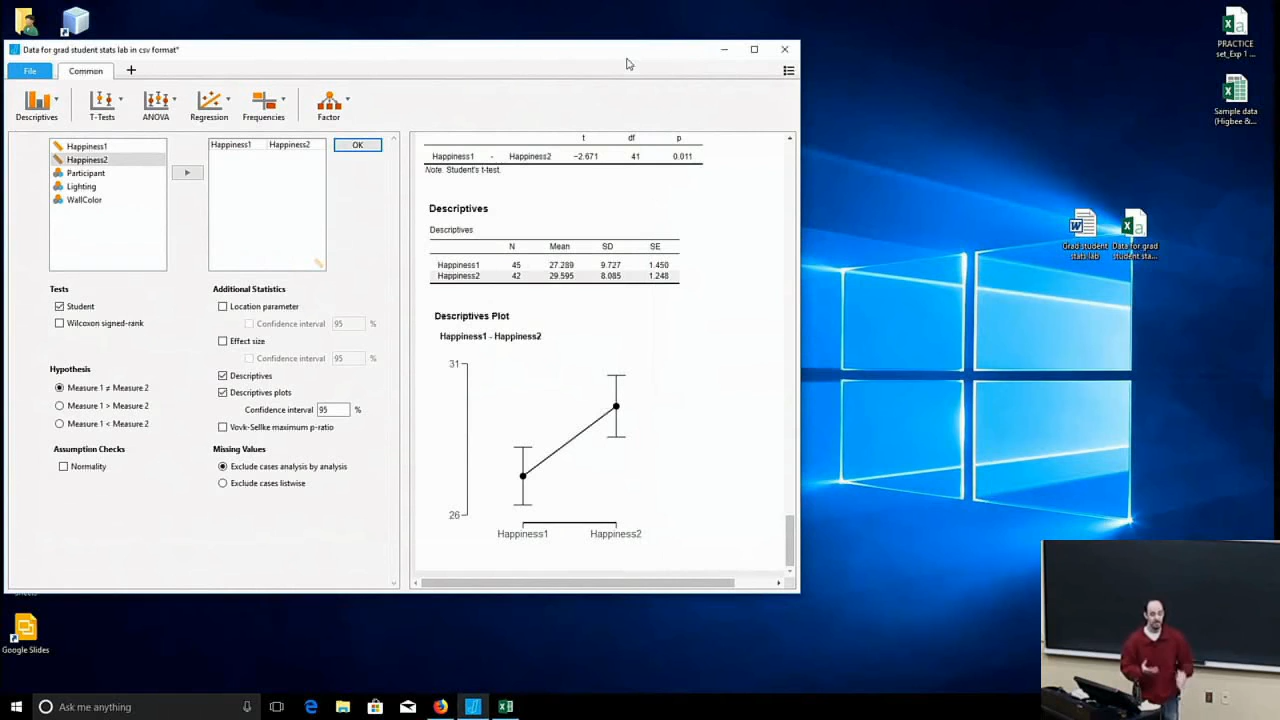 Data for grad student stats lab in csv format*
File
Common
+
Descriptives
T-Tests
ANOVA
Regression
Frequencies
Factor
Happiness1
Happiness2
Participant
Lighting
WallColor
Happiness1 Happiness2
OK
Tests
Student
Wilcoxon signed-rank
Hypothesis
Measure 1 ≠ Measure 2
Measure 1 > Measure 2
Measure 1 < Measure 2
Assumption Checks
Normality
Additional Statistics
Location parameter
Confidence interval 95 %
Effect size
Confidence interval 95 %
Descriptives
Descriptives plots
Confidence interval 95 %
Vovk-Sellke maximum p-ratio
Missing Values
Exclude cases analysis by analysis
Exclude cases listwise
t df p
Happiness1 - Happiness2 −2.671 41 0.011
Note. Student's t-test.
Descriptives
Descriptives
N Mean SD SE
Happiness1 45 27.289 9.727 1.450
Happiness2 42 29.595 8.085 1.248
Descriptives Plot
Happiness1 - Happiness2
31
26
Happiness1 Happiness2
PRACTICE
set_Exp 1 ...
Sample data
(Higbee &...
Grad student
stats lab
Data for grad
student sta...
Google Slides
Ask me anything